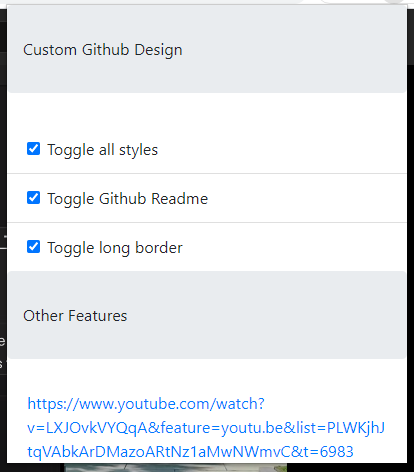 Custom Github Design
Toggle all styles
Toggle Github Readme
Toggle long border
Other Features
https://www.youtube.com/watch?
v=LXJOvkVYQqA&feature=youtu.be&list=PLWKjhJ
tqVAbkArDMazoARtNz1aMwNWmvC&t=6983